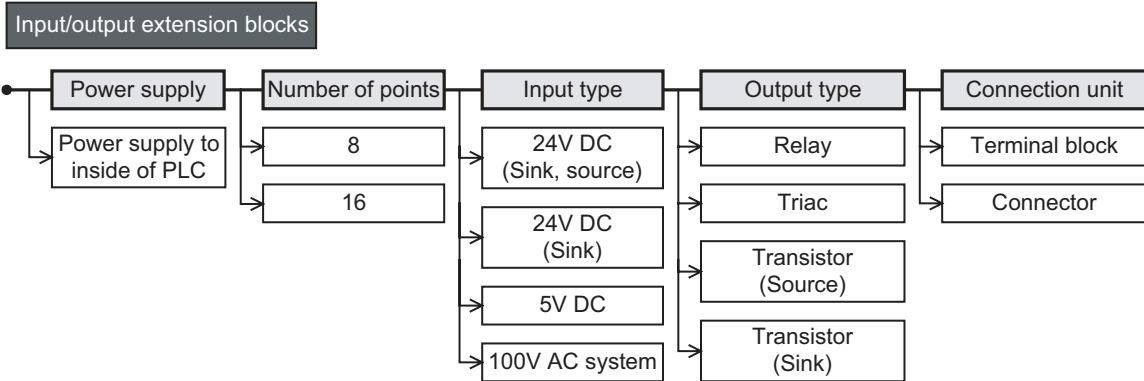 Input/output extension blocks
Power supply
Number of points
Input type
Output type
Connection unit
Power supply to
inside of PLC
8
16
24V DC
(Sink, source)
24V DC
(Sink)
5V DC
100V AC system
Relay
Triac
Transistor
(Source)
Transistor
(Sink)
Terminal block
Connector